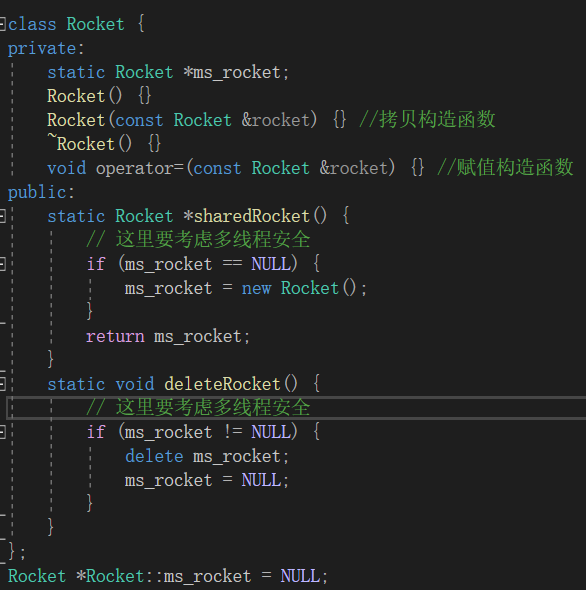 class Rocket {
private:
    static Rocket *ms_rocket;
    Rocket() {}
    Rocket(const Rocket &rocket) {} //拷贝构造函数
    ~Rocket() {}
    void operator=(const Rocket &rocket) {} //赋值构造函数
public:
    static Rocket *sharedRocket() {
        // 这里要考虑多线程安全
        if (ms_rocket == NULL) {
            ms_rocket = new Rocket();
        }
        return ms_rocket;
    }
    static void deleteRocket() {
        // 这里要考虑多线程安全
        if (ms_rocket != NULL) {
            delete ms_rocket;
            ms_rocket = NULL;
        }
    }
};
Rocket *Rocket::ms_rocket = NULL;